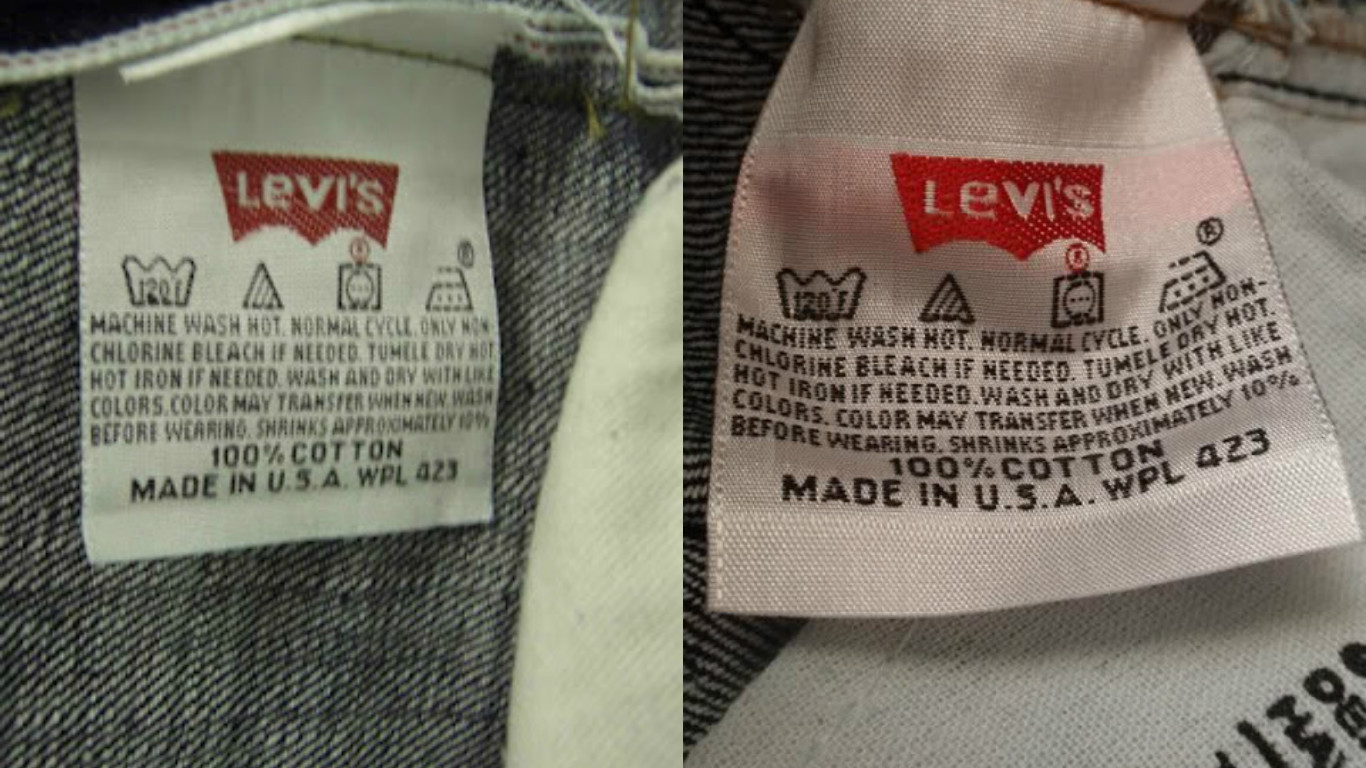 LEVI'S
®
®
120F
MACHINE WASH HOT. NORMAL CYCLE. ONLY NON-
CHLORINE BLEACH IF NEEDED. TUMELE DRY HOT.
HOT IRON IF NEEDED. WASH AND DRY WITH LIKE
COLORS. COLOR MAY TRANSFER WHEN NEW. WASH
BEFORE WEARING. SHRINKS APPROXIMATELY 10%
100% COTTON
MADE IN U.S.A. WPL 423
LEVI'S
®
®
120F
MACHINE WASH HOT. NORMAL CYCLE. ONLY NON-
CHLORINE BLEACH IF NEEDED. TUMELE DRY HOT.
HOT IRON IF NEEDED. WASH AND DRY WITH LIKE
COLORS. COLOR MAY TRANSFER WHEN NEW. WASH
BEFORE WEARING. SHRINKS APPROXIMATELY 10%
100% COTTON
MADE IN U.S.A. WPL 423